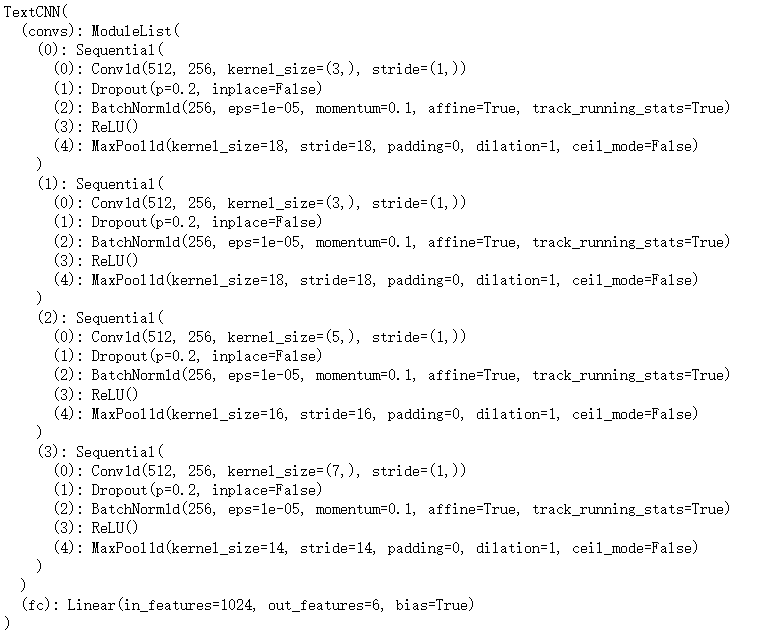 TextCNN(
  (convs): ModuleList(
    (0): Sequential(
      (0): Conv1d(512, 256, kernel_size=(3,), stride=(1,))
      (1): Dropout(p=0.2, inplace=False)
      (2): BatchNorm1d(256, eps=1e-05, momentum=0.1, affine=True, track_running_stats=True)
      (3): ReLU()
      (4): MaxPool1d(kernel_size=18, stride=18, padding=0, dilation=1, ceil_mode=False)
    )
    (1): Sequential(
      (0): Conv1d(512, 256, kernel_size=(3,), stride=(1,))
      (1): Dropout(p=0.2, inplace=False)
      (2): BatchNorm1d(256, eps=1e-05, momentum=0.1, affine=True, track_running_stats=True)
      (3): ReLU()
      (4): MaxPool1d(kernel_size=18, stride=18, padding=0, dilation=1, ceil_mode=False)
    )
    (2): Sequential(
      (0): Conv1d(512, 256, kernel_size=(5,), stride=(1,))
      (1): Dropout(p=0.2, inplace=False)
      (2): BatchNorm1d(256, eps=1e-05, momentum=0.1, affine=True, track_running_stats=True)
      (3): ReLU()
      (4): MaxPool1d(kernel_size=16, stride=16, padding=0, dilation=1, ceil_mode=False)
    )
    (3): Sequential(
      (0): Conv1d(512, 256, kernel_size=(7,), stride=(1,))
      (1): Dropout(p=0.2, inplace=False)
      (2): BatchNorm1d(256, eps=1e-05, momentum=0.1, affine=True, track_running_stats=True)
      (3): ReLU()
      (4): MaxPool1d(kernel_size=14, stride=14, padding=0, dilation=1, ceil_mode=False)
    )
  )
  (fc): Linear(in_features=1024, out_features=6, bias=True)
)